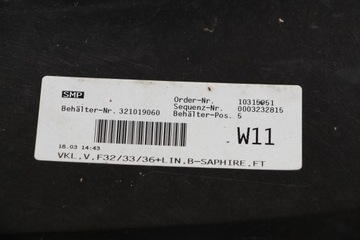 SMP
Order-Nr. 10315951
Behälter-Nr. 321019060 Sequenz-Nr. 0003232815
Behälter-Pos. 5
W11
18.03 14:43
VKL.V.F32/33/36+LIN.B-SAPHIRE.FT